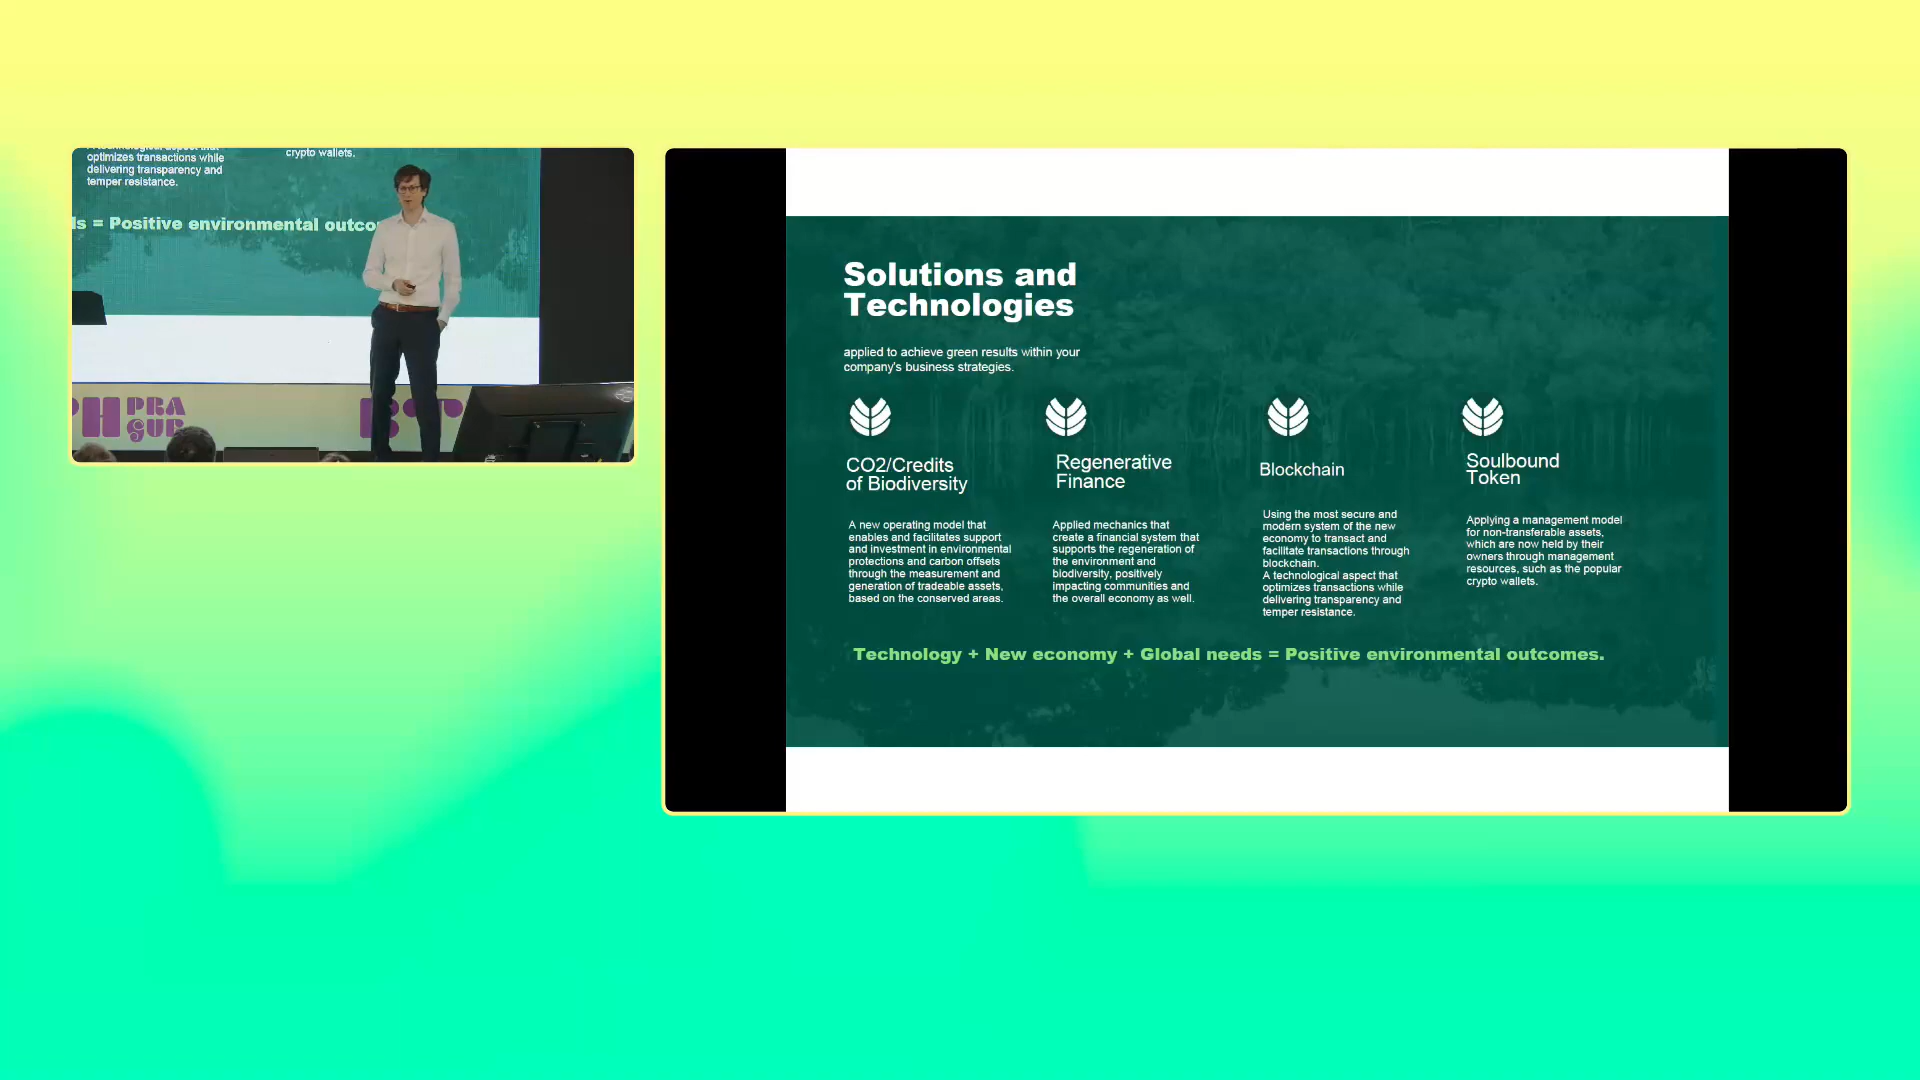 optimizes transactions while
delivering transparency and
temper resistance.
crypto wallets.
= Positive environmental
PRA
GUE
Solutions and
Technologies
applied to achieve green results within your
company's business strategies.
CO2/Credits
of Biodiversity
A new operating model that
enables and facilitates support
and investment in environmental
protections and carbon offsets
through the measurement and
generation of tradeable assets,
based on the conserved areas.
Regenerative
Finance
Applied mechanics that
create a financial system that
supports the regeneration of
the environment and
biodiversity, positively
impacting communities and
the overall economy as well.
Blockchain
Using the most secure and
modern system of the new
economy to transact and
facilitate transactions through
blockchain.
A technological aspect that
optimizes transactions while
delivering transparency and
temper resistance.
Soulbound
Token
Applying a management model
for non-transferable assets,
which are now held by their
owners through management
resources, such as the popular
crypto wallets.
Technology + New economy + Global needs = Positive environmental outcomes.